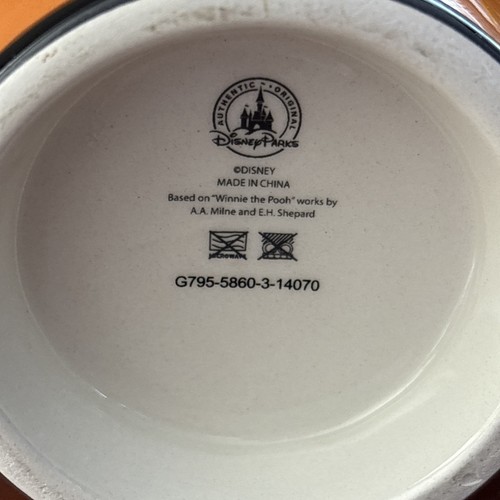 AUTHENTIC • ORIGINAL
Disney Parks
©DISNEY
MADE IN CHINA
Based on "Winnie the Pooh" works by
A.A. Milne and E.H. Shepard
MICROWAVE
G795-5860-3-14070